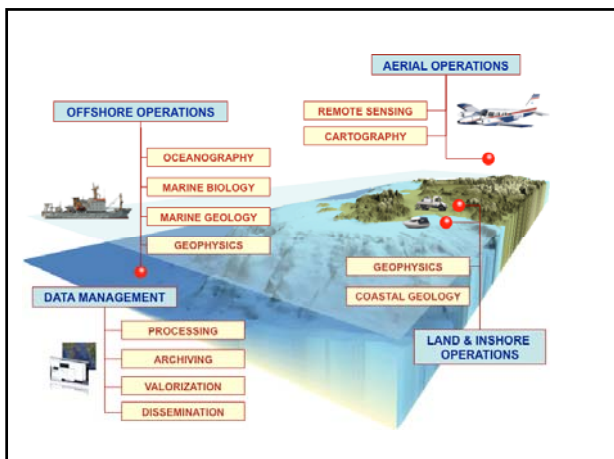 AERIAL OPERATIONS
REMOTE SENSING
CARTOGRAPHY
OFFSHORE OPERATIONS
OCEANOGRAPHY
MARINE BIOLOGY
MARINE GEOLOGY
GEOPHYSICS
DATA MANAGEMENT
PROCESSING
ARCHIVING
VALORIZATION
DISSEMINATION
GEOPHYSICS
COASTAL GEOLOGY
LAND & INSHORE
OPERATIONS